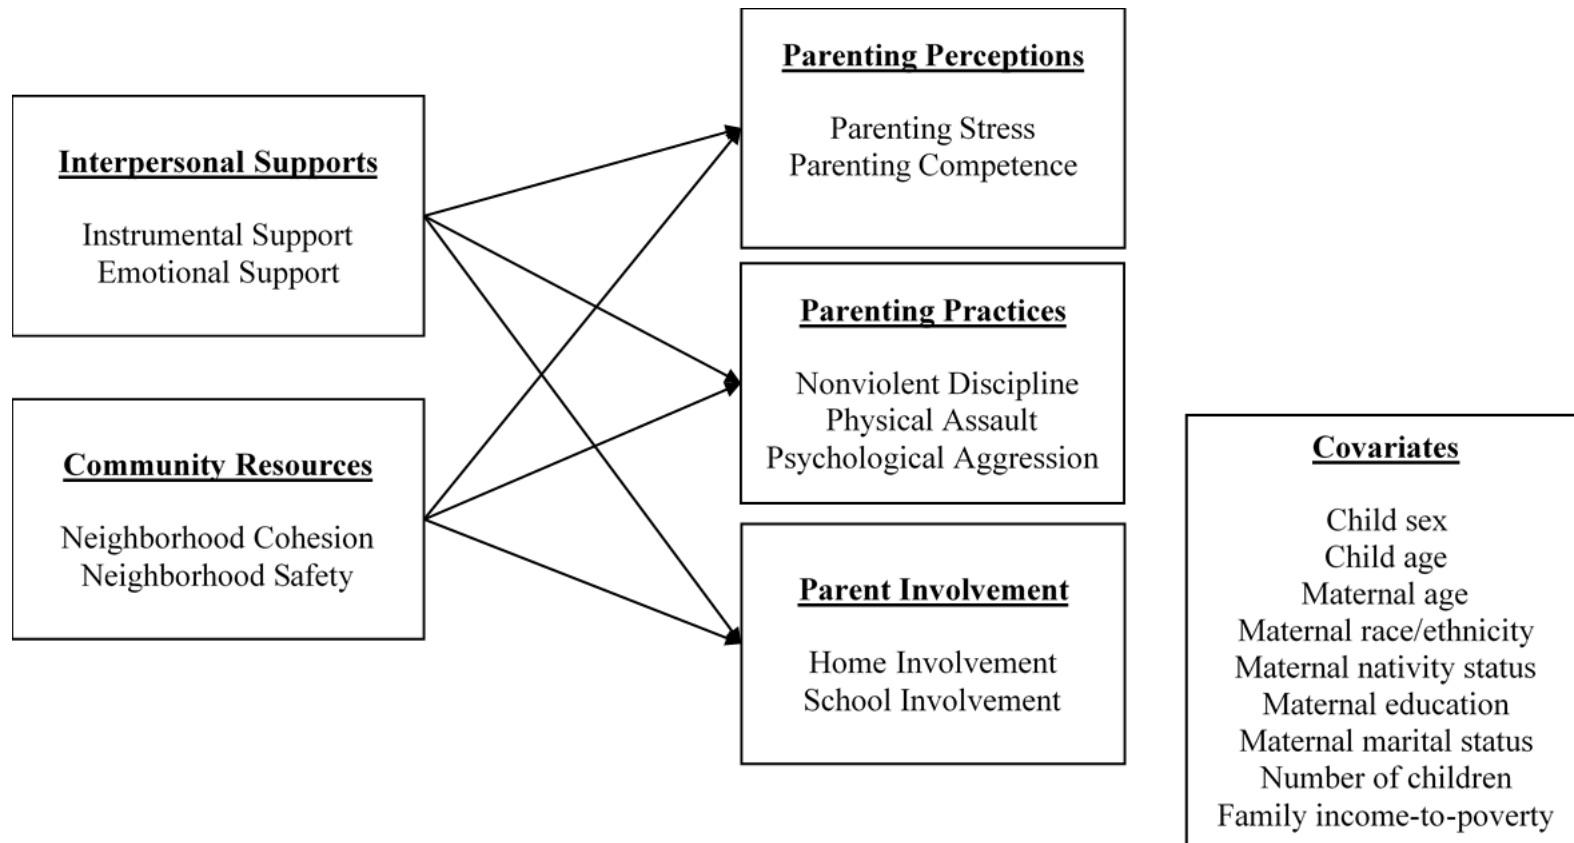 Interpersonal Supports
Instrumental Support
Emotional Support
Community Resources
Neighborhood Cohesion
Neighborhood Safety
Parenting Perceptions
Parenting Stress
Parenting Competence
Parenting Practices
Nonviolent Discipline
Physical Assault
Psychological Aggression
Parent Involvement
Home Involvement
School Involvement
Covariates
Child sex
Child age
Maternal age
Maternal race/ethnicity
Maternal nativity status
Maternal education
Maternal marital status
Number of children
Family income-to-poverty